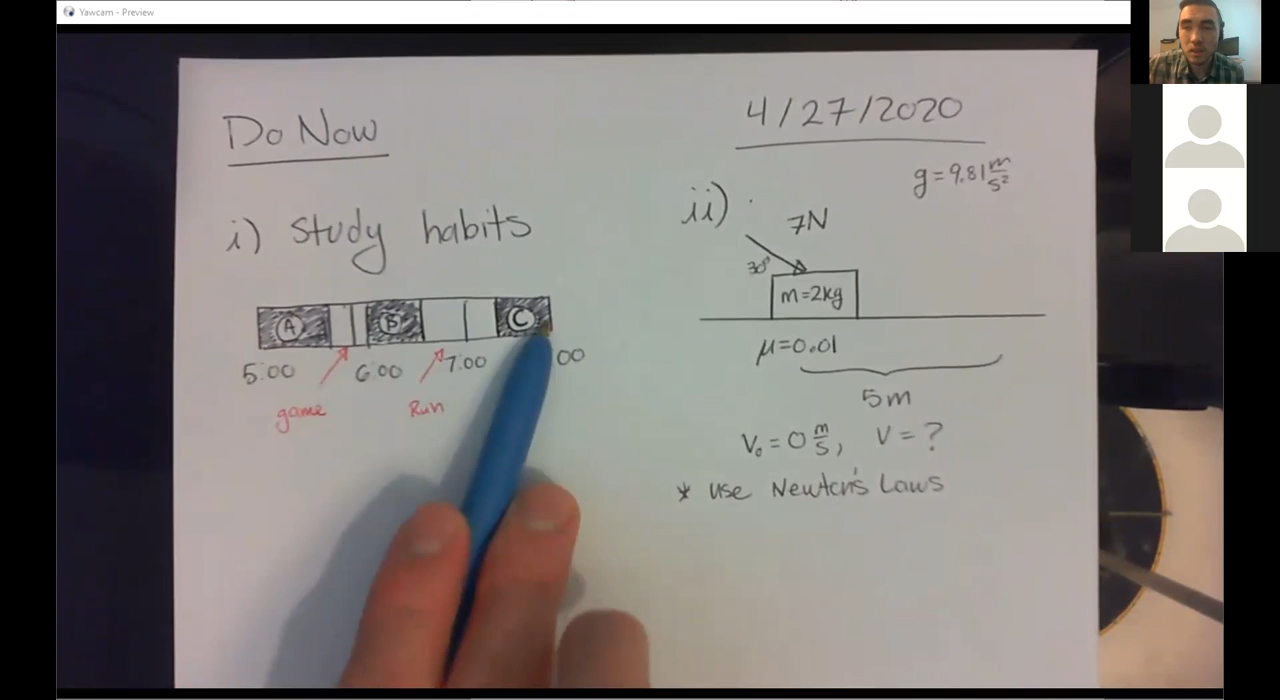 Yawcam - Preview
Do Now
4/27/2020
g = 9.81 m/s²
i) Study habits
ii)
7N
30°
m=2kg
A B C
5:00 6:00 7:00 00
game Run
μ=0.01
5m
V₀ = 0 m/s, V = ?
* Use Newton's Laws